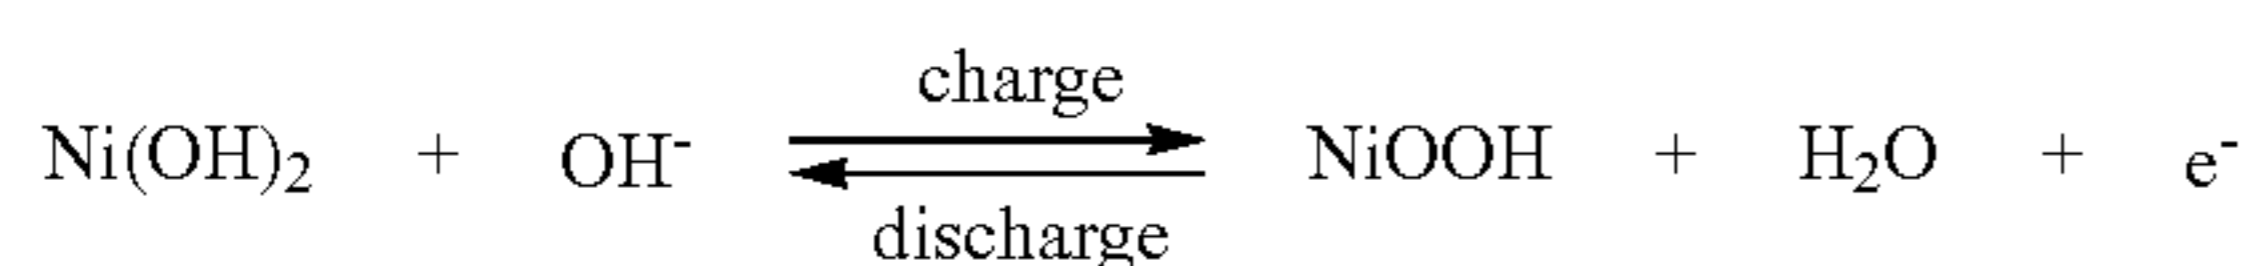 charge
Ni(OH)₂ + OH⁻ ⇌ NiOOH + H₂O + e⁻
discharge